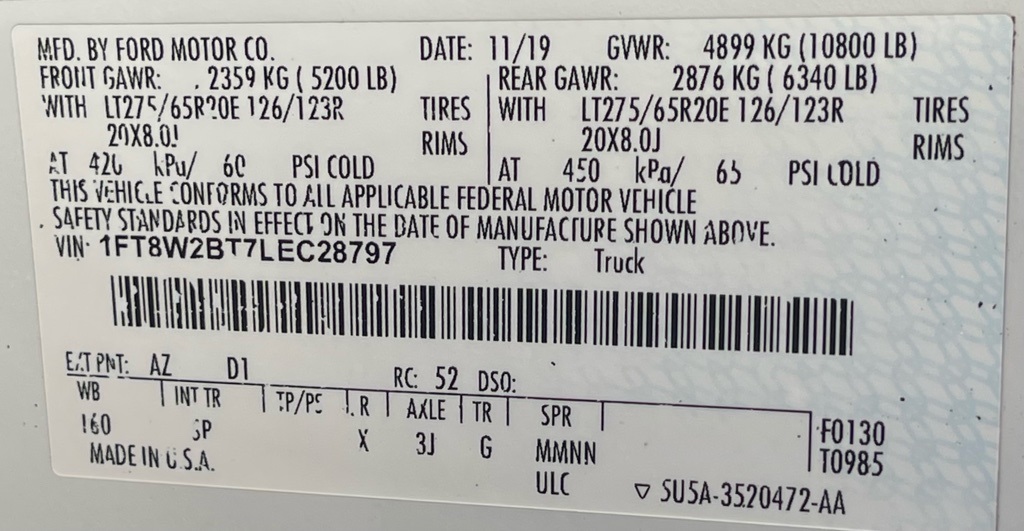 MFD. BY FORD MOTOR CO. DATE: 11/19 GVWR: 4899 KG (10800 LB)
FRONT GAWR: 2359 KG (5200 LB) REAR GAWR: 2876 KG (6340 LB)
WITH LT275/65R20E 126/123R TIRES WITH LT275/65R20E 126/123R TIRES
20X8.0J RIMS 20X8.0J RIMS
AT 420 kPa/ 60 PSI COLD AT 450 kPa/ 65 PSI COLD
THIS VEHICLE CONFORMS TO ALL APPLICABLE FEDERAL MOTOR VEHICLE
SAFETY STANDARDS IN EFFECT ON THE DATE OF MANUFACTURE SHOWN ABOVE.
VIN: 1FT8W2BT7LEC28797 TYPE: Truck
EXT PNT: AZ D1 RC: 52 DSO:
WB INT TR TP/PS R AXLE TR SPR
160 SP X 3J G MMNN F0130
MADE IN U.S.A. ULC T0985
▽ 5U5A-3520472-AA